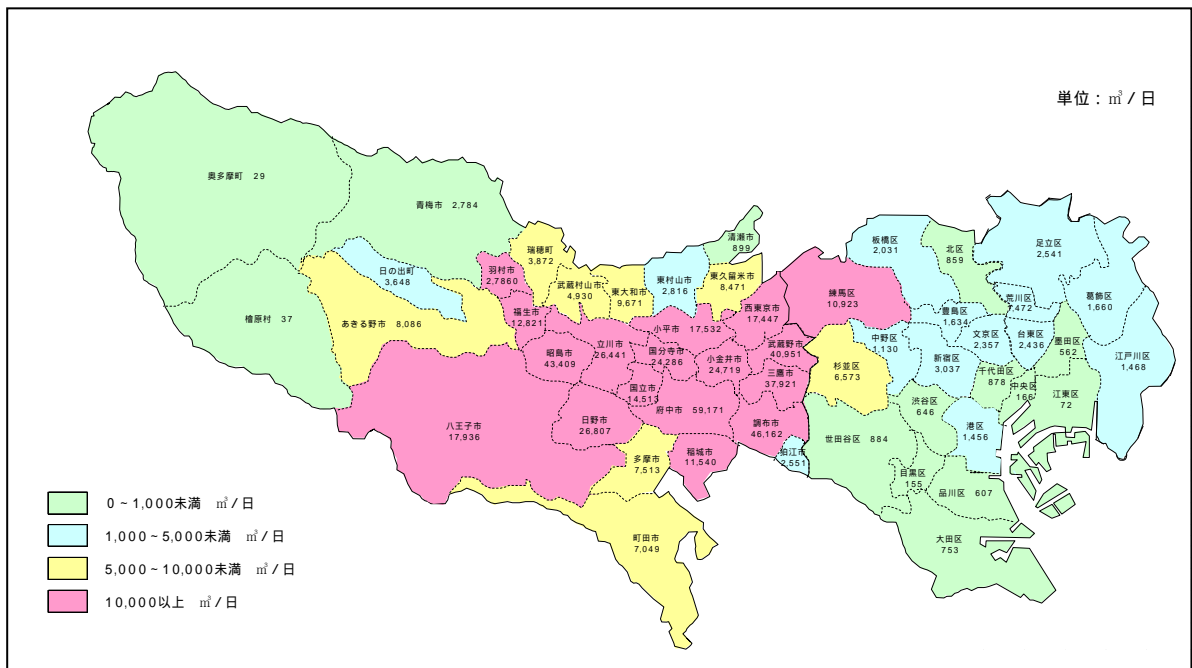 単位：㎥/日
奥多摩町 29
青梅市 2,784
檜原村 37
日の出町
3,648
あきる野市 8,086
瑞穂町
3,872
羽村市
2,7860
武蔵村山市
4,930
東大和市
9,671
東村山市
2,816
清瀬市
899
東久留米市
8,471
福生市
12,821
昭島市
43,409
立川市
26,441
小平市 17,532
西東京市
17,447
国分寺市
24,286
小金井市
24,719
武蔵野市
40,951
三鷹市
37,921
国立市
14,513
府中市 59,171
調布市
46,162
八王子市
17,936
日野市
26,807
多摩市
7,513
稲城市
11,540
狛江市
2,551
町田市
7,049
練馬区
10,923
板橋区
2,031
北区
859
足立区
2,541
葛飾区
1,660
荒川区
1,472
豊島区
1,634
文京区
2,357
台東区
2,436
墨田区
562
江戸川区
1,468
中野区
1,130
杉並区
6,573
新宿区
3,037
千代田区
878
中央区
166
江東区
72
渋谷区
646
港区
1,456
世田谷区 884
目黒区
155
品川区 607
大田区
753
0~1,000未満 ㎥/日
1,000~5,000未満 ㎥/日
5,000~10,000未満 ㎥/日
10,000以上 ㎥/日